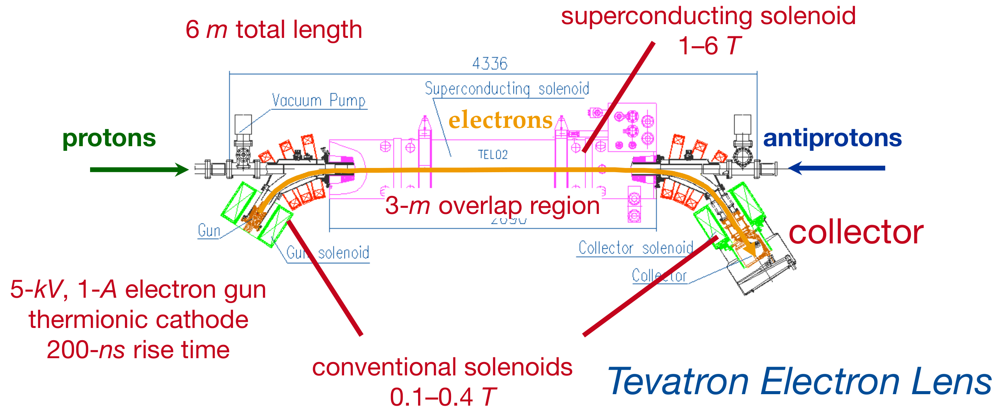 superconducting solenoid
1–6 T
6 m total length
4336
Superconducting solenoid
Vacuum Pump
electrons
protons
antiprotons
TEL02
3-m overlap region
Gun
collector
Gun solenoid
Collector solenoid
Collector
5-kV, 1-A electron gun
thermionic cathode
200-ns rise time
conventional solenoids
0.1–0.4 T
Tevatron Electron Lens